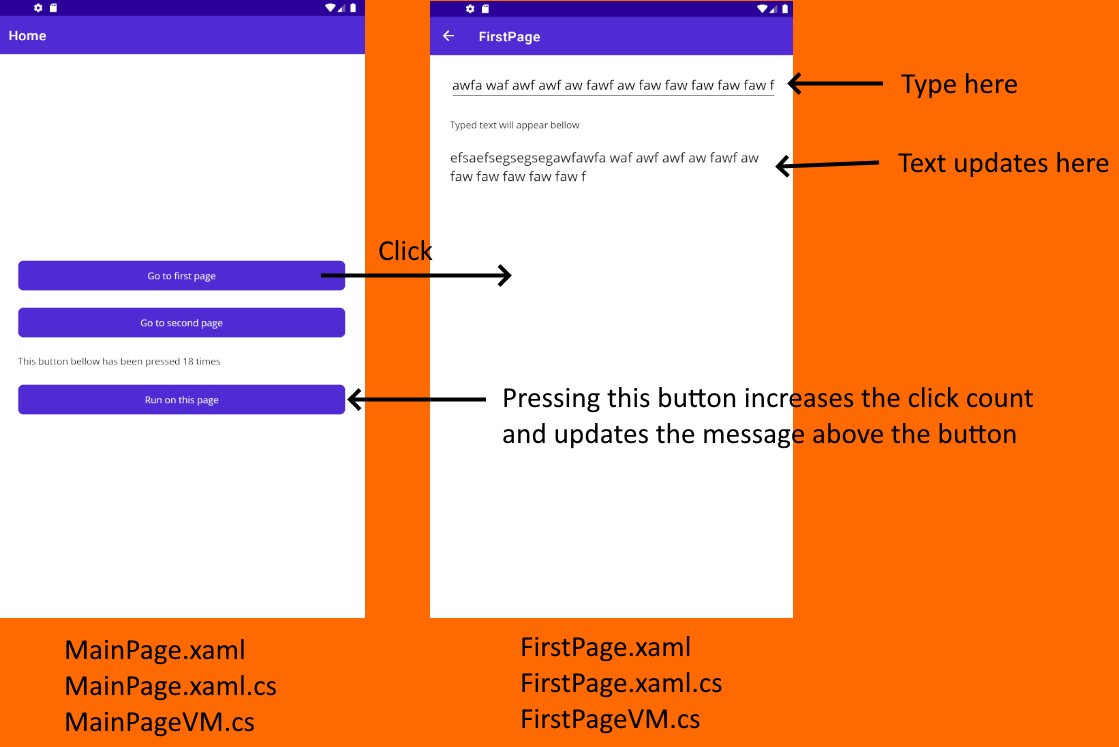 Home
Go to first page
Go to second page
This button bellow has been pressed 18 times
Run on this page
FirstPage
awfa waf awf awf aw fawf aw faw faw faw faw faw f
Typed text will appear bellow
efsaefsegsegsegawfawfa waf awf awf aw fawf aw
faw faw faw faw faw f
Type here
Text updates here
Click
Pressing this button increases the click count
and updates the message above the button
MainPage.xaml
MainPage.xaml.cs
MainPageVM.cs
FirstPage.xaml
FirstPage.xaml.cs
FirstPageVM.cs